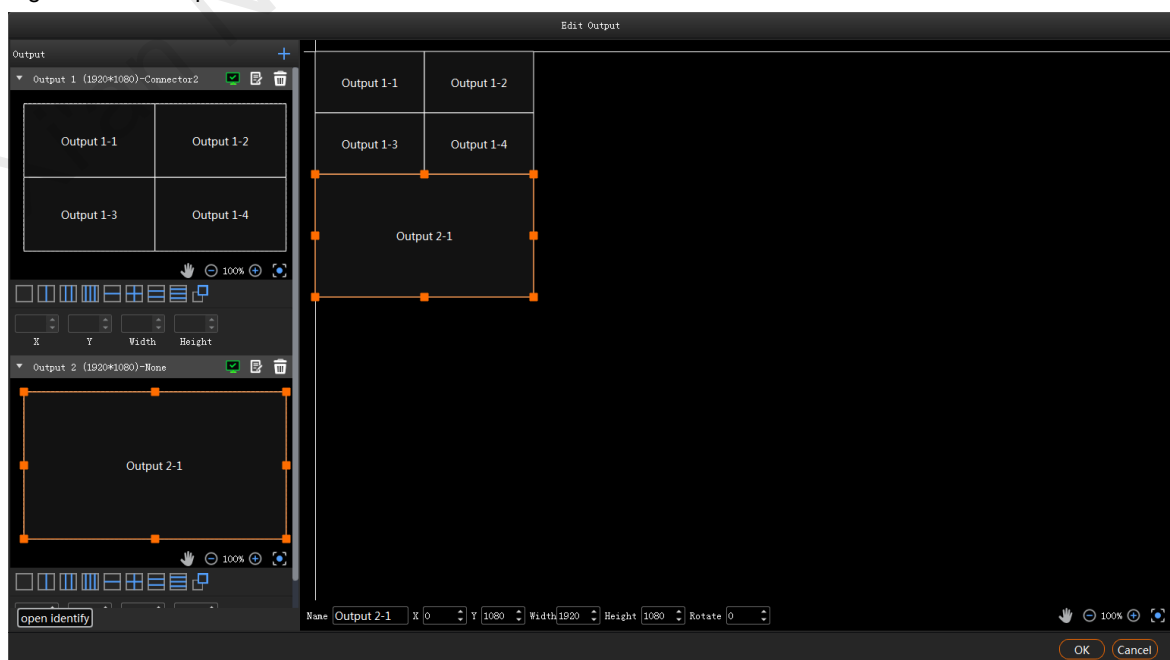 Edit Output
Output
Output 1 (1920*1080)-Connector2
Output 1-1
Output 1-2
Output 1-3
Output 1-4
100%
X Y Width Height
Output 2 (1920*1080)-None
Output 2-1
100%
open identify
Output 1-1
Output 1-2
Output 1-3
Output 1-4
Output 2-1
Name Output 2-1 X 0 Y 1080 Width 1920 Height 1080 Rotate 0
100%
OK Cancel